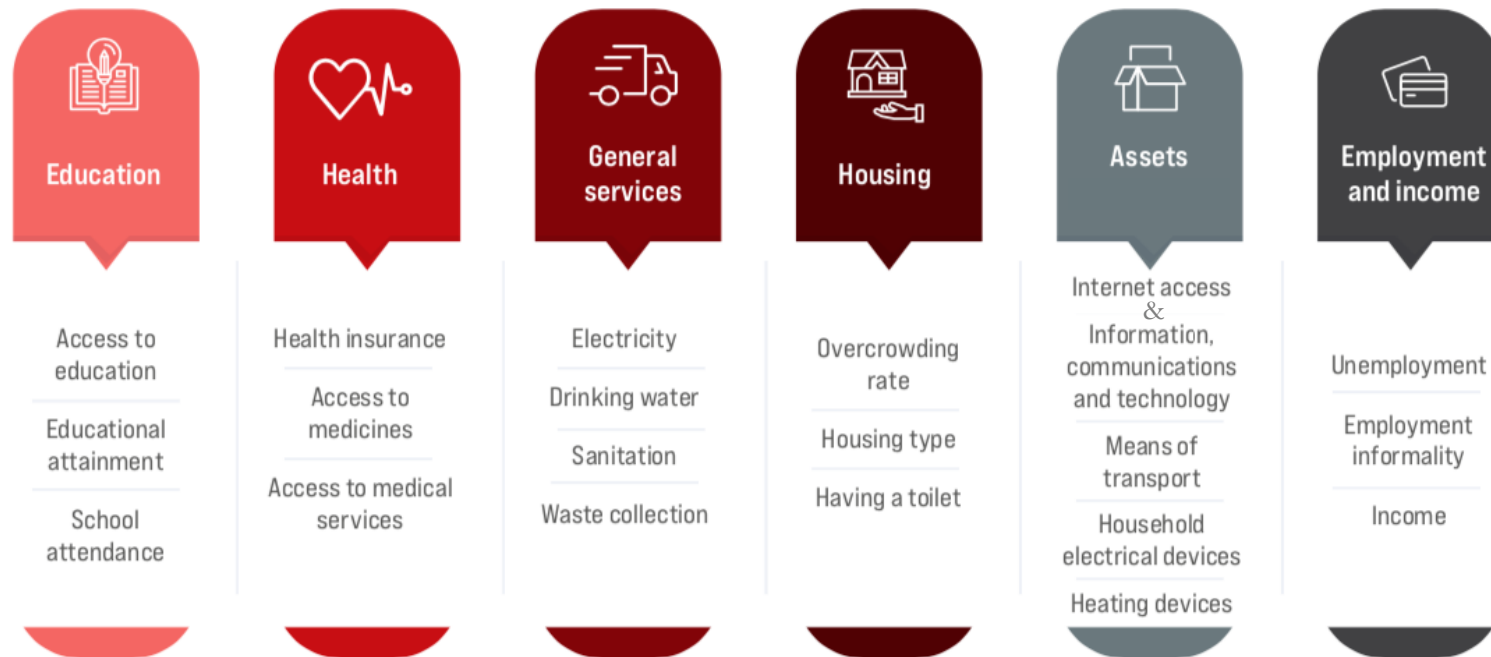 Education
Access to
education
Educational
attainment
School
attendance
Health
Health insurance
Access to
medicines
Access to medical
services
General
services
Electricity
Drinking water
Sanitation
Waste collection
Housing
Overcrowding
rate
Housing type
Having a toilet
Assets
Internet access
&
Information,
communications
and technology
Means of
transport
Household
electrical devices
Heating devices
Employment
and income
Unemployment
Employment
informality
Income